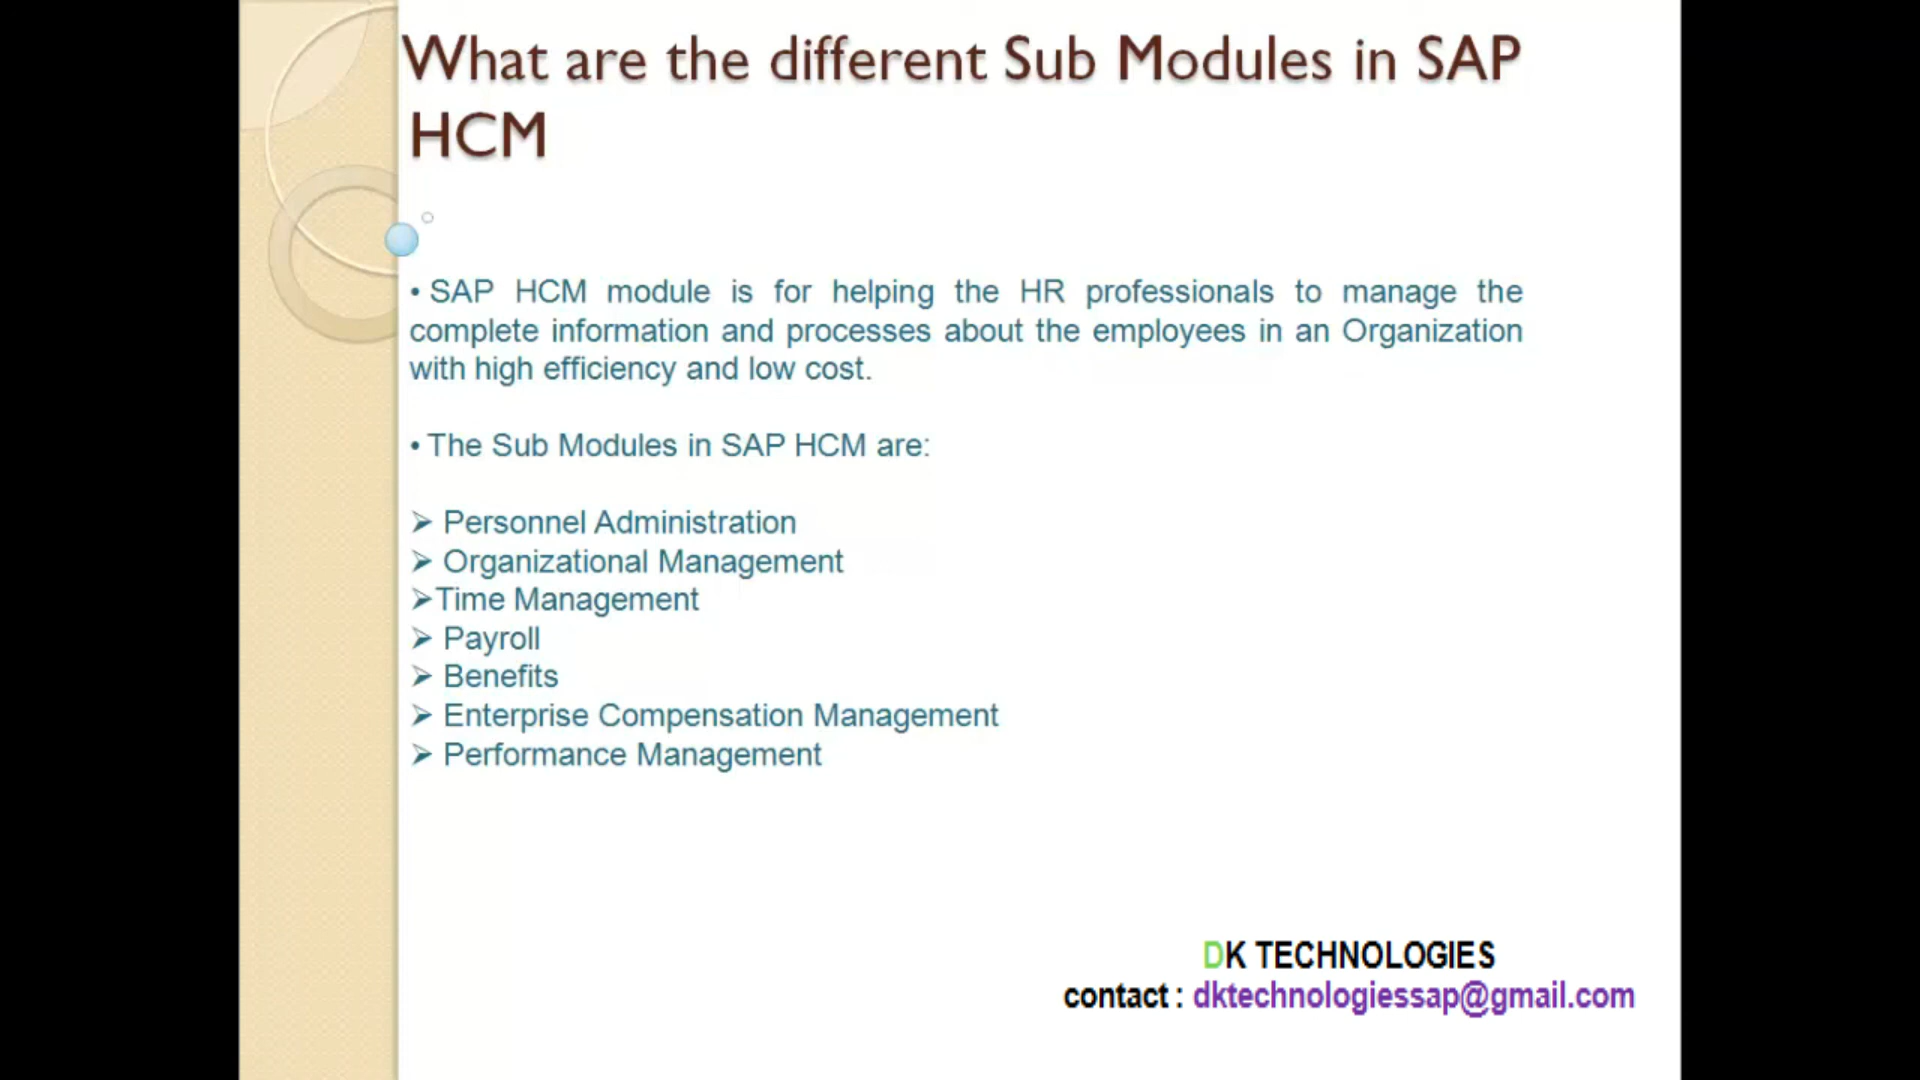 What are the different Sub Modules in SAP
HCM
• SAP HCM module is for helping the HR professionals to manage the
complete information and processes about the employees in an Organization
with high efficiency and low cost.
• The Sub Modules in SAP HCM are:
➢ Personnel Administration
➢ Organizational Management
➢Time Management
➢ Payroll
➢ Benefits
➢ Enterprise Compensation Management
➢ Performance Management
DK TECHNOLOGIES
contact : dktechnologiessap@gmail.com